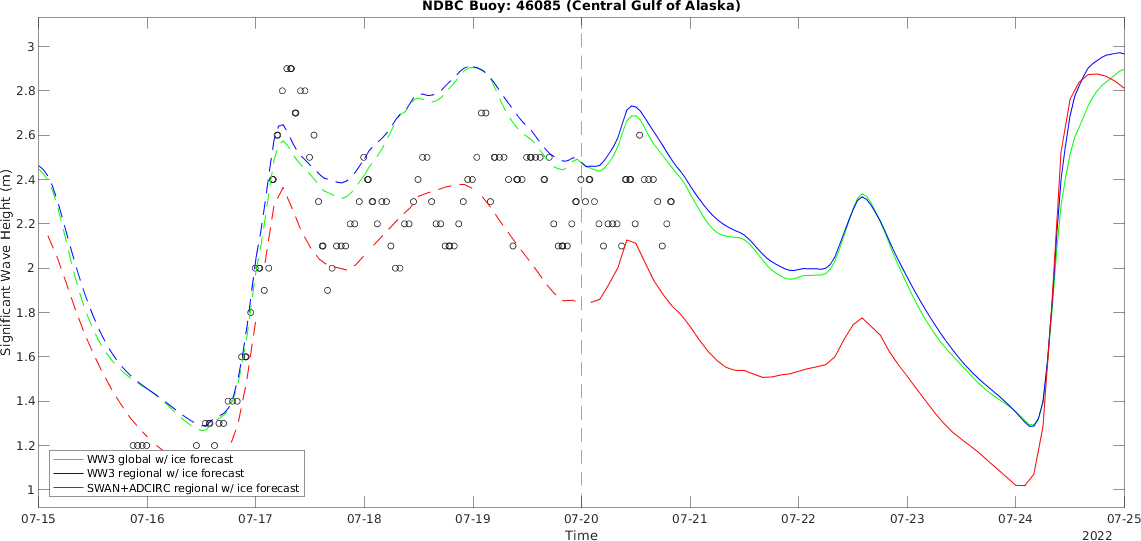 NDBC Buoy: 46085 (Central Gulf of Alaska)
3
2.8
2.6
2.4
2.2
2
1.8
1.6
1.4
1.2
1
Significant Wave Height (m)
WW3 global w/ ice forecast
WW3 regional w/ ice forecast
SWAN+ADCIRC regional w/ ice forecast
07-15 07-16 07-17 07-18 07-19 07-20 07-21 07-22 07-23 07-24 07-25
Time
2022